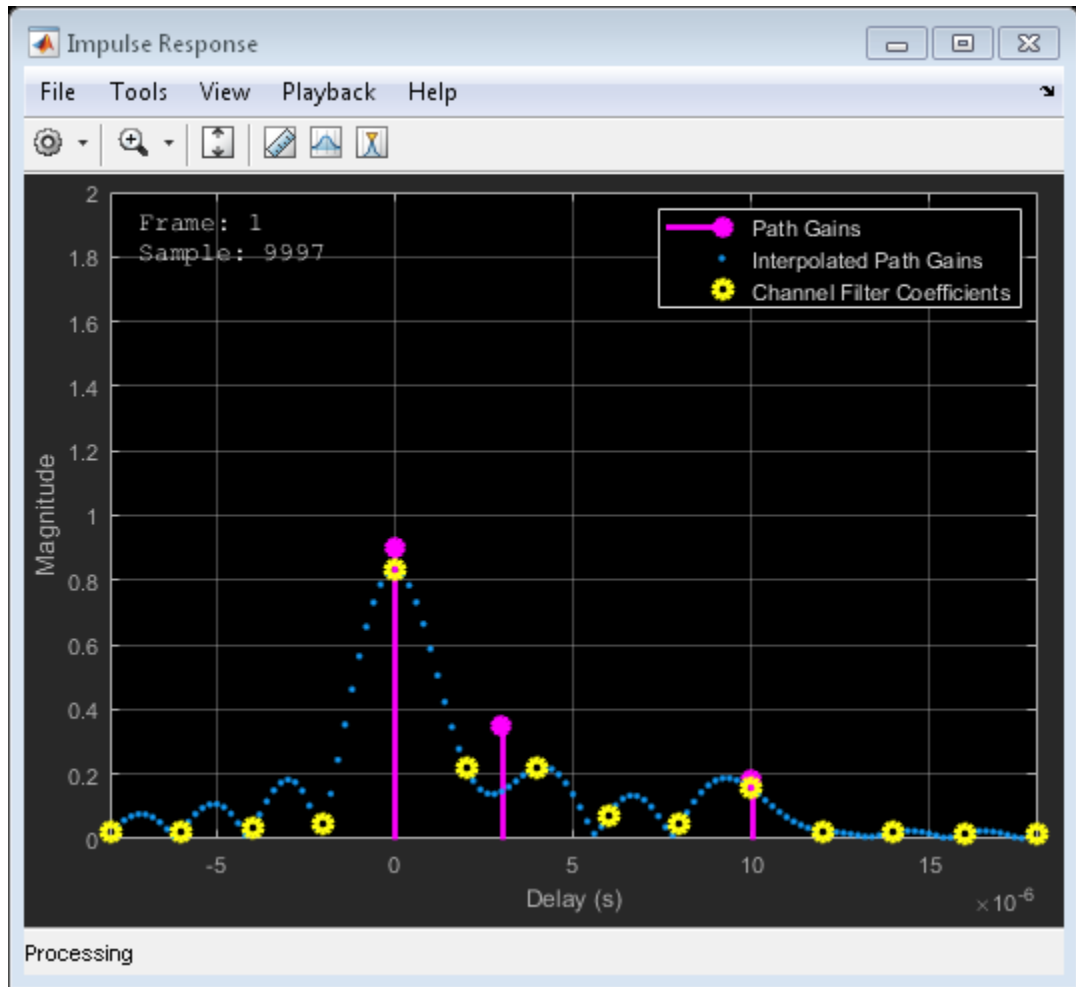 Impulse Response
File Tools View Playback Help
Frame: 1
Sample: 9997
Path Gains
Interpolated Path Gains
Channel Filter Coefficients
2
1.8
1.6
1.4
1.2
1
0.8
0.6
0.4
0.2
0
Magnitude
-5 0 5 10 15
Delay (s)
×10-6
Processing